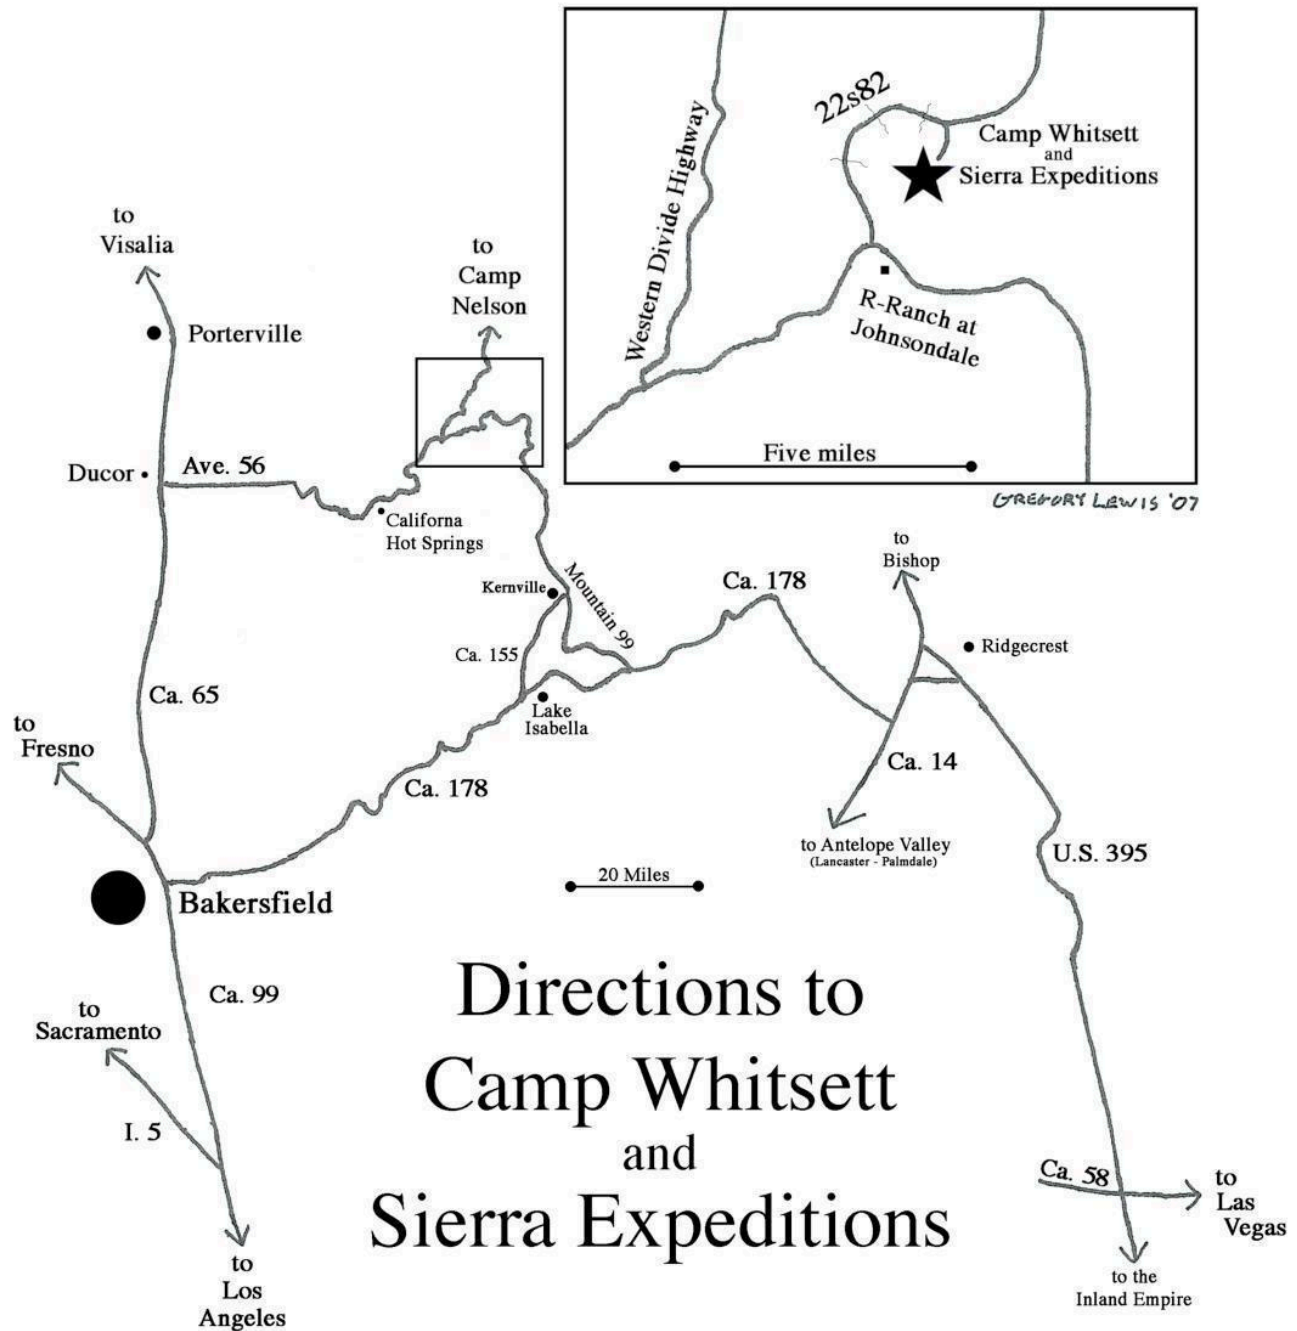 22s82
Camp Whitsett
and
Sierra Expeditions
Western Divide Highway
R-Ranch at
Johnsondale
Five miles
GREGORY LEWIS '07
to
Visalia
to
Camp
Nelson
Porterville
Ducor
Ave. 56
Californa
Hot Springs
Kernville
Mountain 99
Ca. 178
to
Bishop
Ridgecrest
Ca. 155
Ca. 65
Lake
Isabella
to
Fresno
Ca. 178
Ca. 14
to Antelope Valley
(Lancaster - Palmdale)
U.S. 395
20 Miles
Bakersfield
Ca. 99
to
Sacramento
I. 5
Directions to
Camp Whitsett
and
Sierra Expeditions
Ca. 58
to
Las
Vegas
to
Los
Angeles
to the
Inland Empire